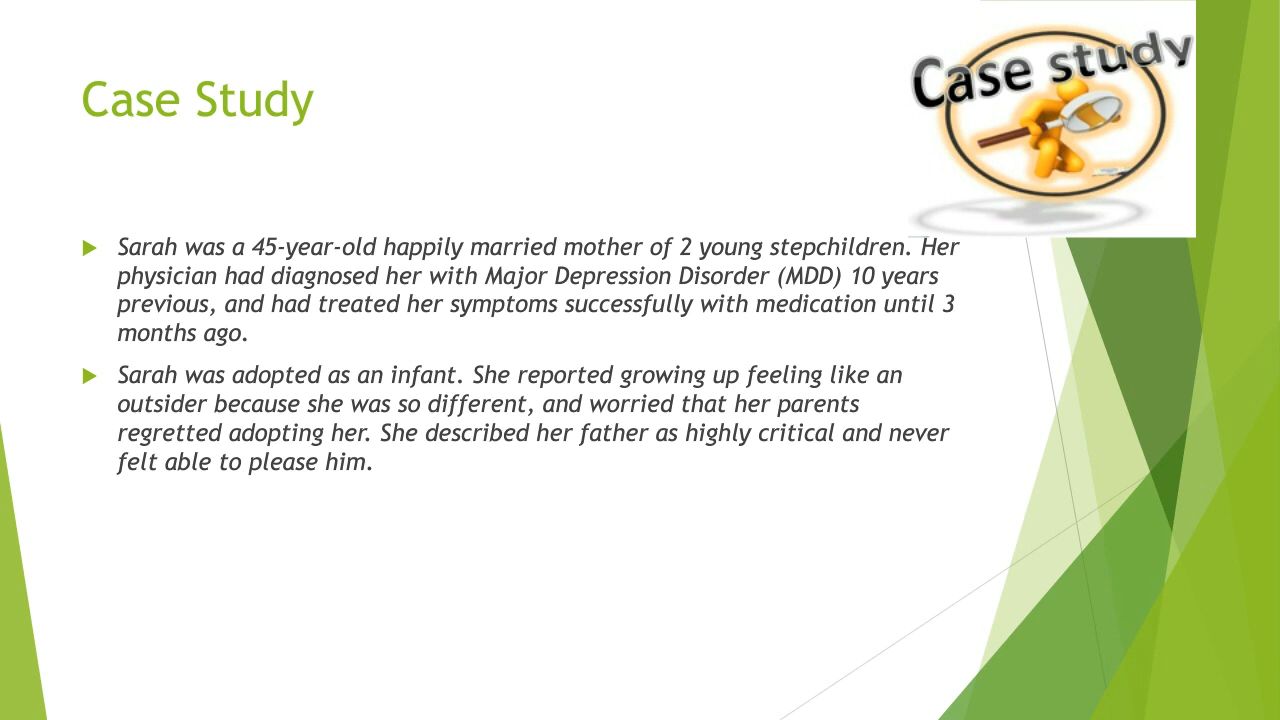 Case study
Case Study
Sarah was a 45-year-old happily married mother of 2 young stepchildren. Her
physician had diagnosed her with Major Depression Disorder (MDD) 10 years
previous, and had treated her symptoms successfully with medication until 3
months ago.
Sarah was adopted as an infant. She reported growing up feeling like an
outsider because she was so different, and worried that her parents
regretted adopting her. She described her father as highly critical and never
felt able to please him.